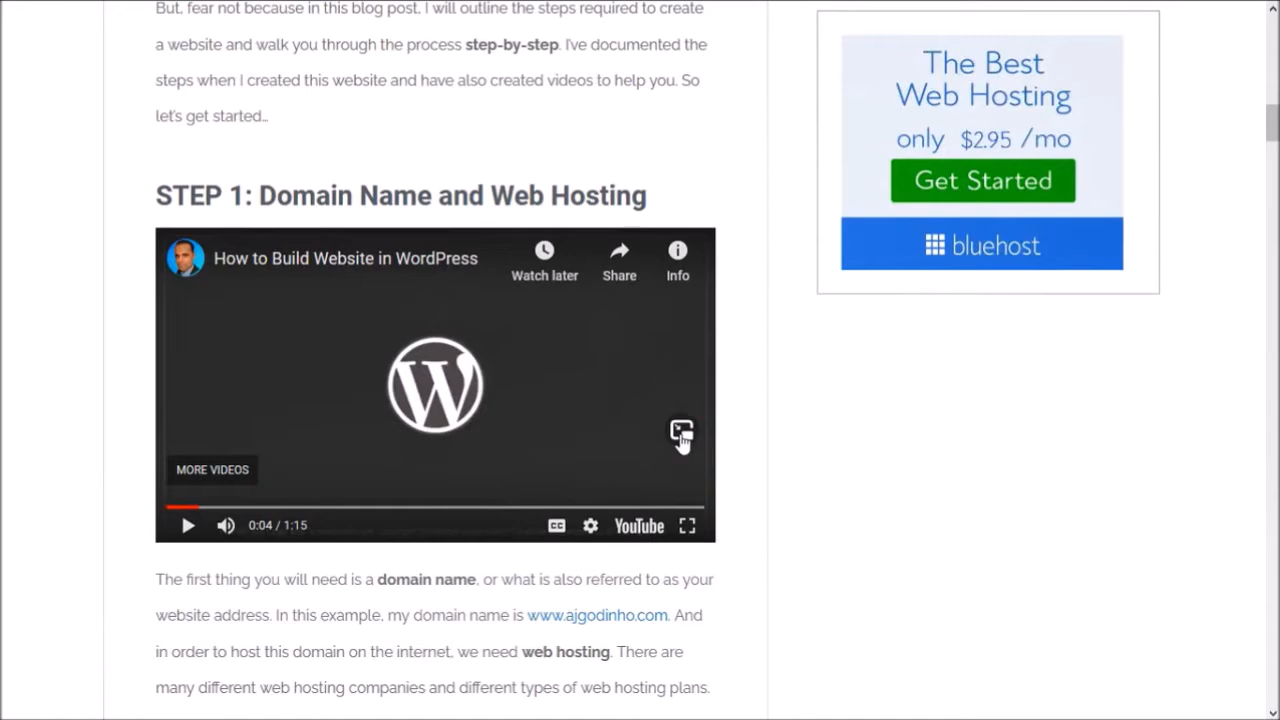 But, fear not because in this blog post, I will outline the steps required to create
a website and walk you through the process step-by-step. I've documented the
steps when I created this website and have also created videos to help you. So
let's get started…
STEP 1: Domain Name and Web Hosting
How to Build Website in WordPress
Watch later
Share
Info
MORE VIDEOS
0:04 / 1:15
CC
YouTube
The first thing you will need is a domain name, or what is also referred to as your
website address. In this example, my domain name is www.ajgodinho.com. And
in order to host this domain on the internet, we need web hosting. There are
many different web hosting companies and different types of web hosting plans.
The Best
Web Hosting
only $2.95 /mo
Get Started
bluehost